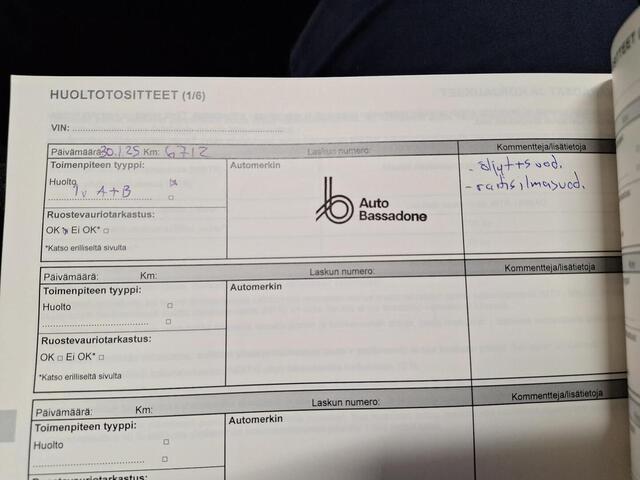 HUOLTOTOSITTEET (1/6)
VIN:
Päivämäärä: 30.1.25 Km: 6712 Laskun numero: Kommentteja/lisätietoja
Toimenpiteen tyyppi: Automerkin
- öljyt+suod.
Huolto
- raitisilmasuod.
1v A+B
Auto
Bassadone
Ruostevauriotarkastus:
OK Ei OK*
*Katso erilliseltä sivulta
Päivämäärä: Km: Laskun numero: Kommentteja/lisätietoja
Toimenpiteen tyyppi: Automerkin
Huolto
Ruostevauriotarkastus:
OK Ei OK*
*Katso erilliseltä sivulta
Päivämäärä: Km: Laskun numero: Kommentteja/lisätietoja
Toimenpiteen tyyppi: Automerkin
Huolto
Ruostevauriotarkastus: